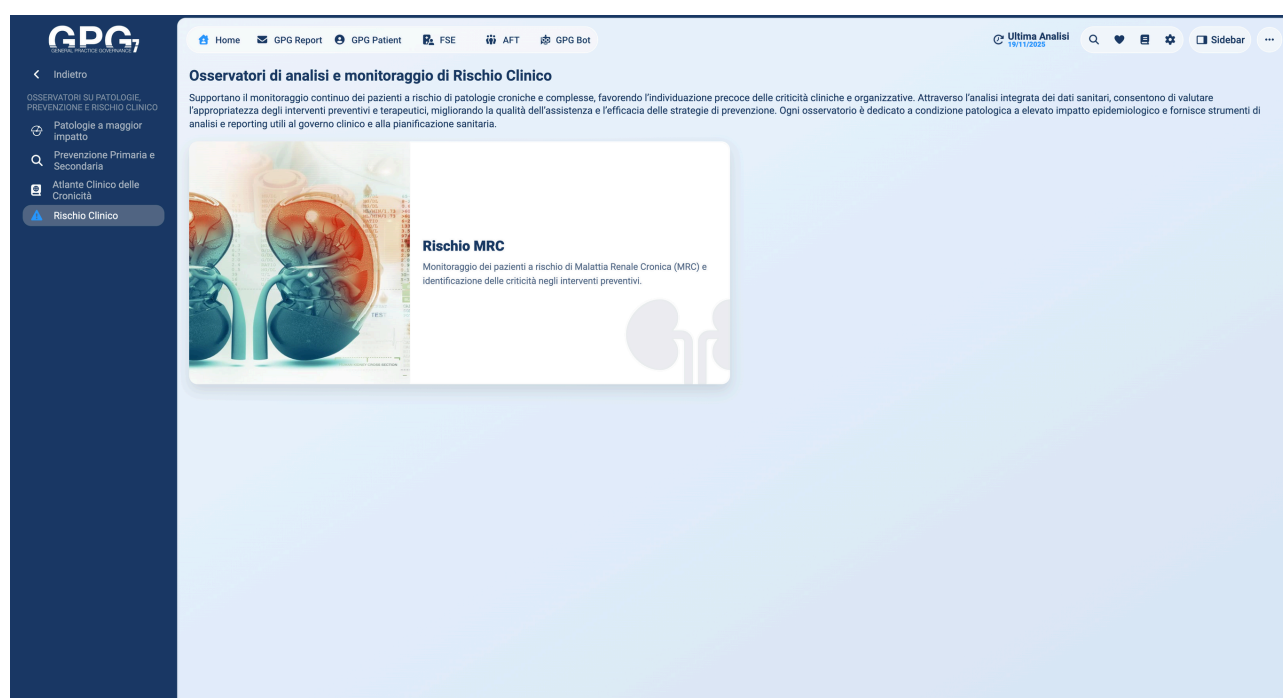 GPG7
GENERAL PRACTICE GOVERNANCE
Indietro
OSSERVATORI SU PATOLOGIE,
PREVENZIONE E RISCHIO CLINICO
Patologie a maggior
impatto
Prevenzione Primaria e
Secondaria
Atlante Clinico delle
Cronicità
Rischio Clinico
Home
GPG Report
GPG Patient
FSE
AFT
GPG Bot
Ultima Analisi
19/11/2025
Sidebar
Osservatori di analisi e monitoraggio di Rischio Clinico
Supportano il monitoraggio continuo dei pazienti a rischio di patologie croniche e complesse, favorendo l'individuazione precoce delle criticità cliniche e organizzative. Attraverso l'analisi integrata dei dati sanitari, consentono di valutare
l'appropriatezza degli interventi preventivi e terapeutici, migliorando la qualità dell'assistenza e l'efficacia delle strategie di prevenzione. Ogni osservatorio è dedicato a condizione patologica a elevato impatto epidemiologico e fornisce strumenti di
analisi e reporting utili al governo clinico e alla pianificazione sanitaria.
Rischio MRC
Monitoraggio dei pazienti a rischio di Malattia Renale Cronica (MRC) e
identificazione delle criticità negli interventi preventivi.